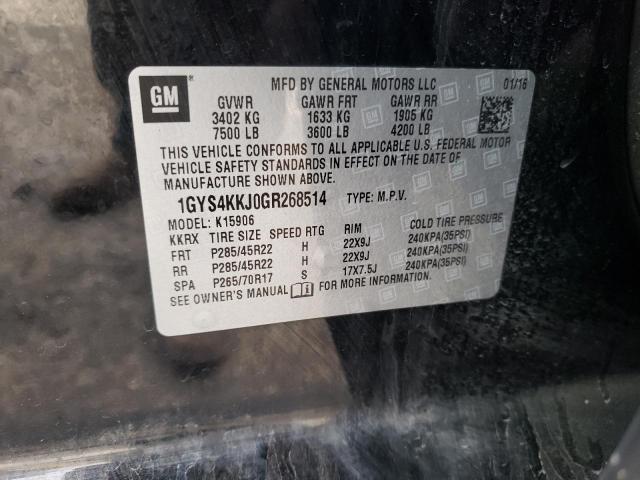 GM
MFD BY GENERAL MOTORS LLC 01/16
GVWR GAWR FRT GAWR RR
3402 KG 1633 KG 1905 KG
7500 LB 3600 LB 4200 LB
THIS VEHICLE CONFORMS TO ALL APPLICABLE U.S. FEDERAL MOTOR
VEHICLE SAFETY STANDARDS IN EFFECT ON THE DATE OF
MANUFACTURE SHOWN ABOVE.
1GYS4KKJ0GR268514 TYPE: M.P.V.
MODEL: K15906
KKRX TIRE SIZE SPEED RTG RIM COLD TIRE PRESSURE
FRT P285/45R22 H 22X9J 240KPA(35PSI)
RR P285/45R22 H 22X9J 240KPA(35PSI)
SPA P265/70R17 S 17X7.5J 240KPA(35PSI)
SEE OWNER'S MANUAL FOR MORE INFORMATION.